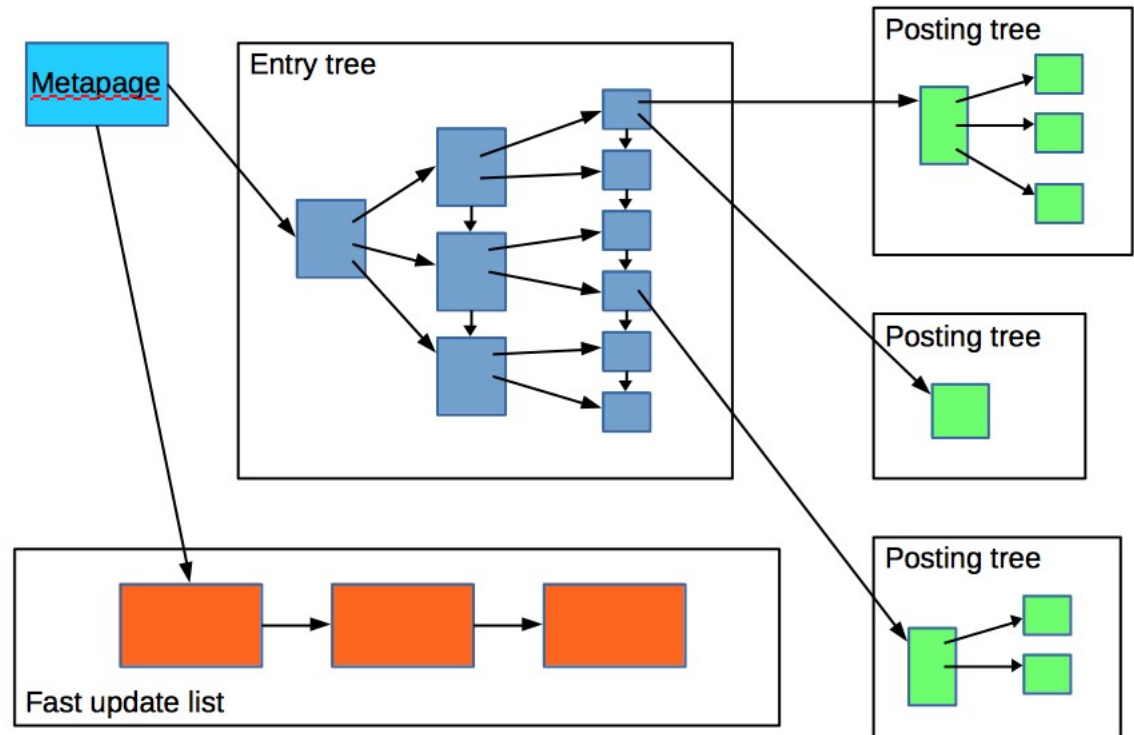 Metapage
Entry tree
Posting tree
Posting tree
Posting tree
Fast update list